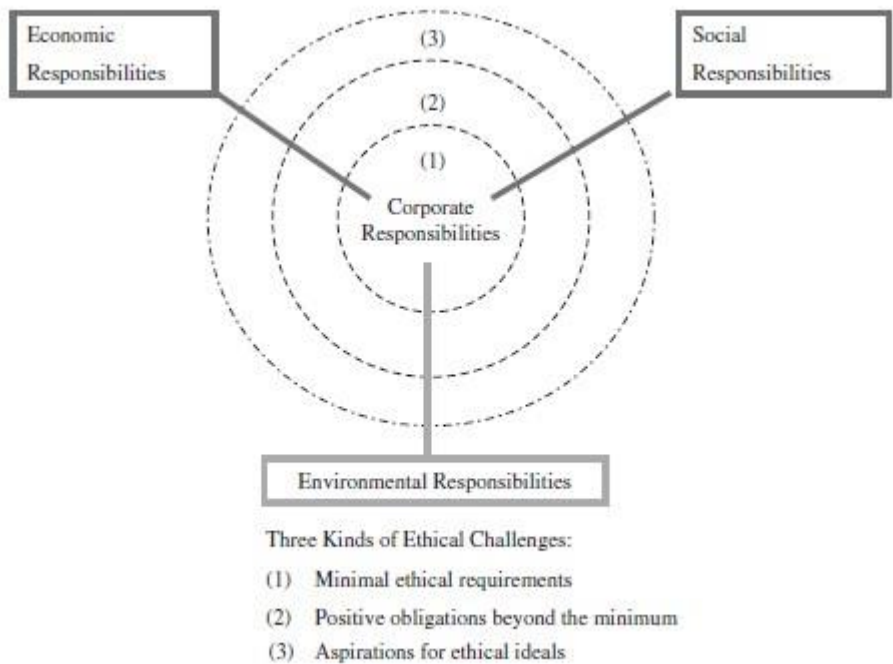 Economic
Responsibilities
Social
Responsibilities
(3)
(2)
(1)
Corporate
Responsibilities
Environmental Responsibilities
Three Kinds of Ethical Challenges:
(1) Minimal ethical requirements
(2) Positive obligations beyond the minimum
(3) Aspirations for ethical ideals